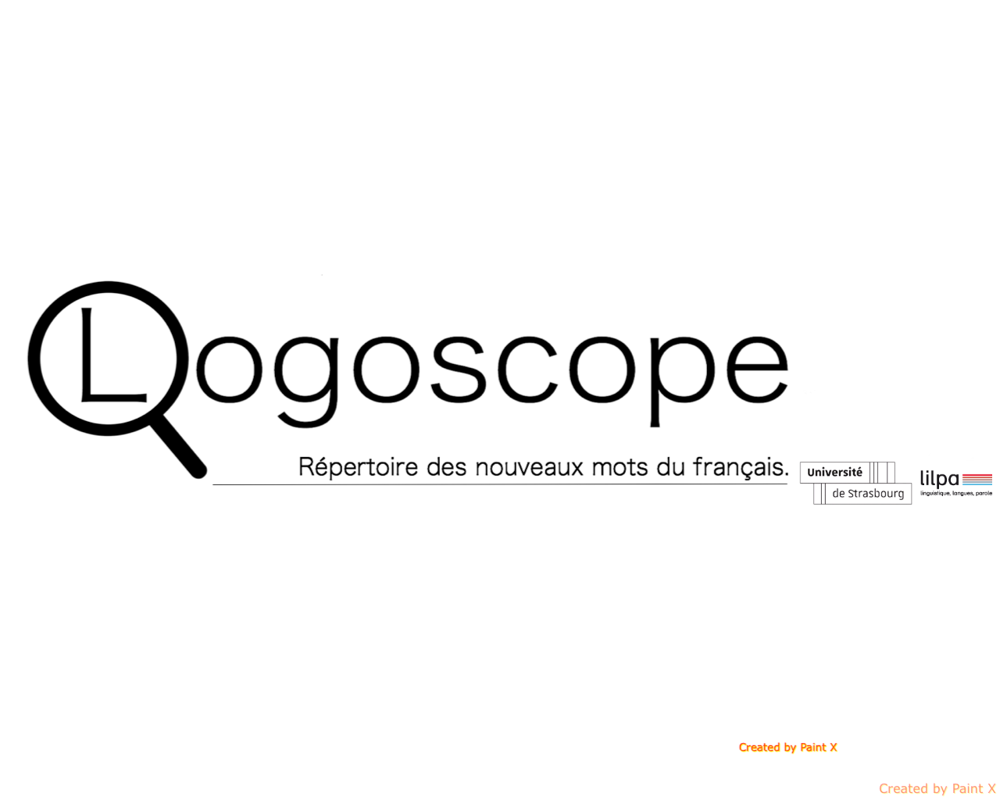 Logoscope
Répertoire des nouveaux mots du français.
Université
de Strasbourg
lilpa
linguistique, langues, parole
Created by Paint X
Created by Paint X